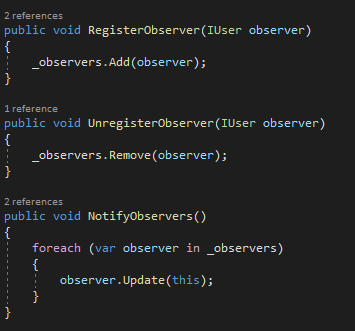 2 references
public void RegisterObserver(IUser observer)
{
    _observers.Add(observer);
}
1 reference
public void UnregisterObserver(IUser observer)
{
    _observers.Remove(observer);
}
2 references
public void NotifyObservers()
{
    foreach (var observer in _observers)
    {
        observer.Update(this);
    }
}